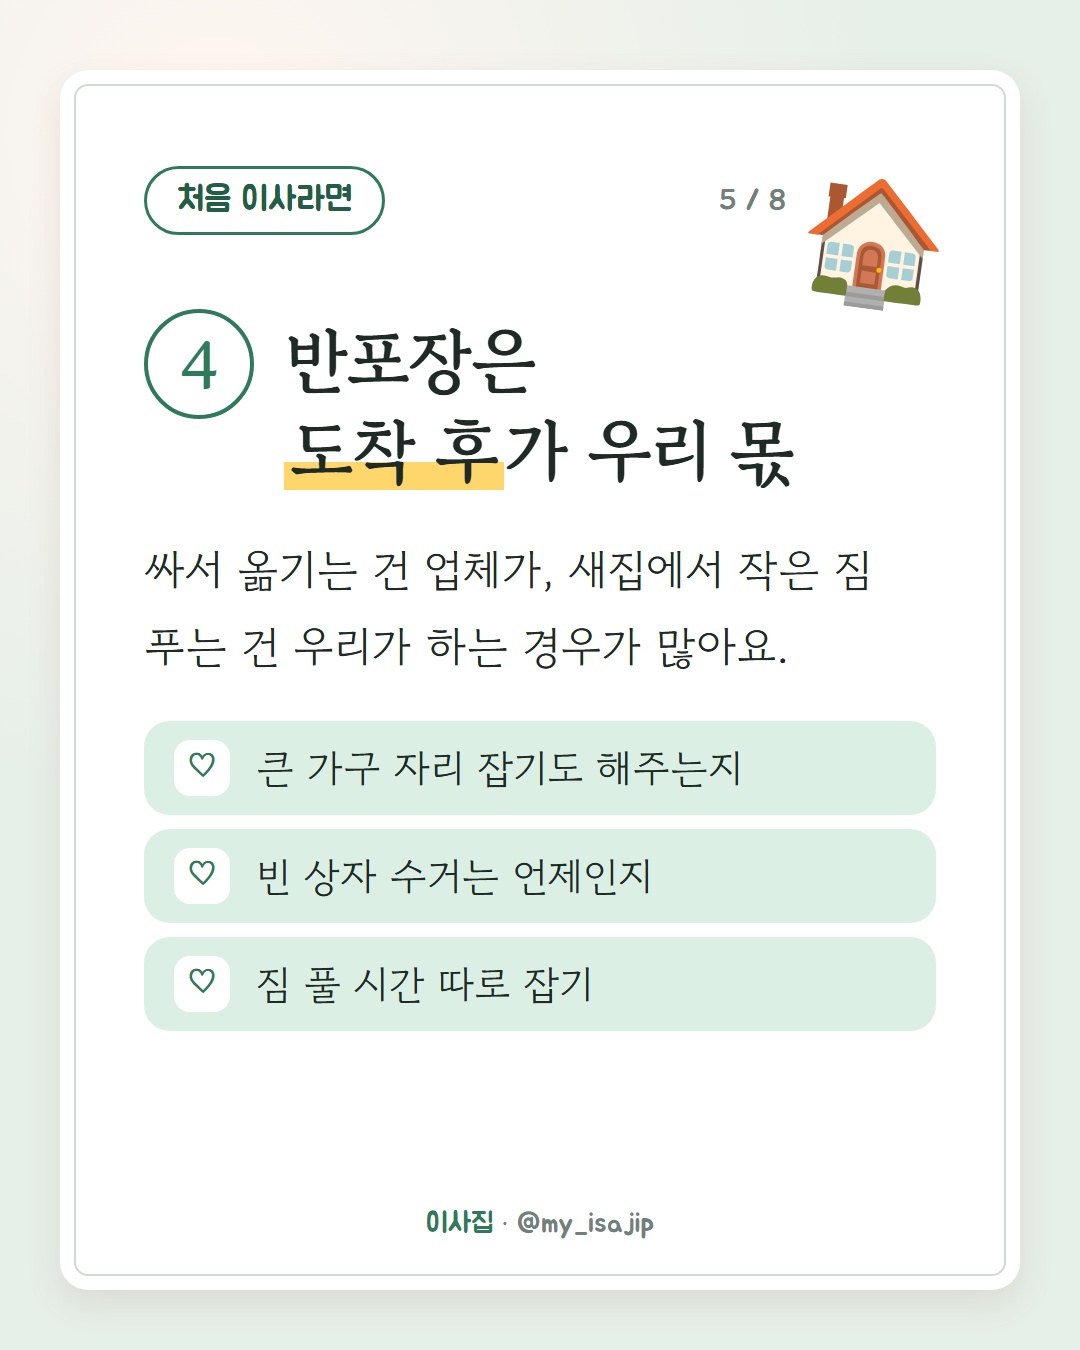 처음 이사라면
5 / 8
4
반포장은
도착 후가 우리 몫
싸서 옮기는 건 업체가, 새집에서 작은 짐
푸는 건 우리가 하는 경우가 많아요.
♡ 큰 가구 자리 잡기도 해주는지
♡ 빈 상자 수거는 언제인지
♡ 짐 풀 시간 따로 잡기
이사집 · @my_isajip